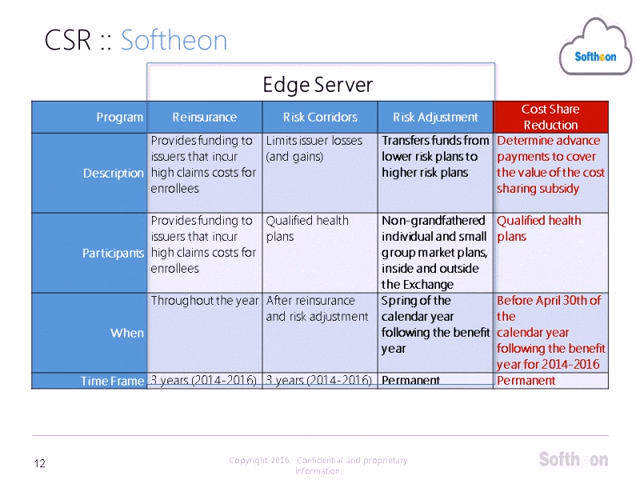 CSR :: Softheon
Softheon
Edge Server
Program
Reinsurance
Risk Corridors
Risk Adjustment
Cost Share
Reduction
Description
Provides funding to
issuers that incur
high claims costs for
enrollees
Limits issuer losses
(and gains)
Transfers funds from
lower risk plans to
higher risk plans
Determine advance
payments to cover
the value of the cost
sharing subsidy
Participants
Provides funding to
issuers that incur
high claims costs for
enrollees
Qualified health
plans
Non-grandfathered
individual and small
group market plans,
inside and outside
the Exchange
Qualified health
plans
When
Throughout the year
After reinsurance
and risk adjustment
Spring of the
calendar year
following the benefit
year
Before April 30th of
the
calendar year
following the benefit
year for 2014-2016
Time Frame
3 years (2014-2016)
3 years (2014-2016)
Permanent
Permanent
12
Copyright 2016. Confidential and proprietary
information.
Softheon